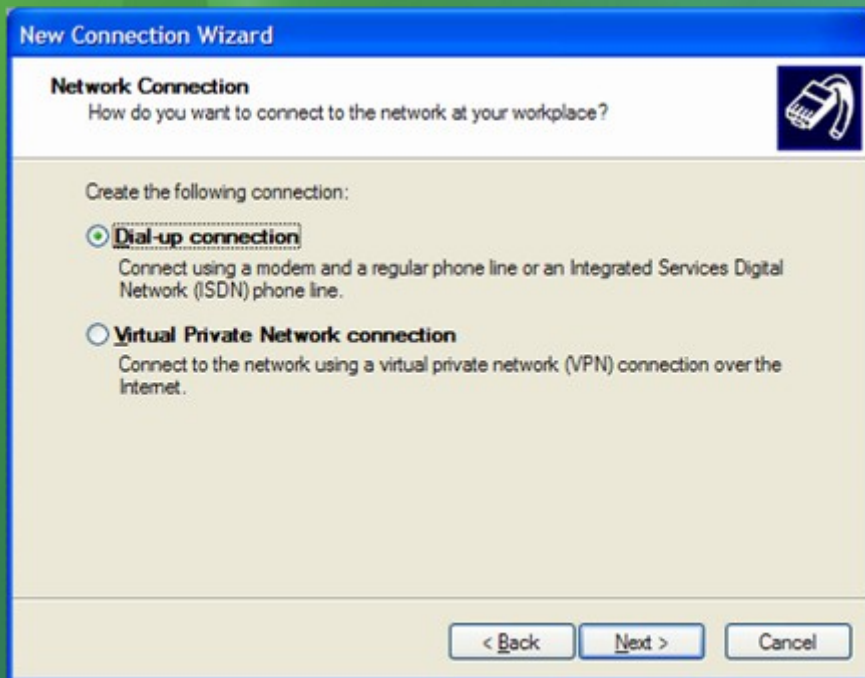 New Connection Wizard
Network Connection
How do you want to connect to the network at your workplace?
Create the following connection:
Dial-up connection
Connect using a modem and a regular phone line or an Integrated Services Digital
Network (ISDN) phone line.
Virtual Private Network connection
Connect to the network using a virtual private network (VPN) connection over the
Internet.
< Back
Next >
Cancel